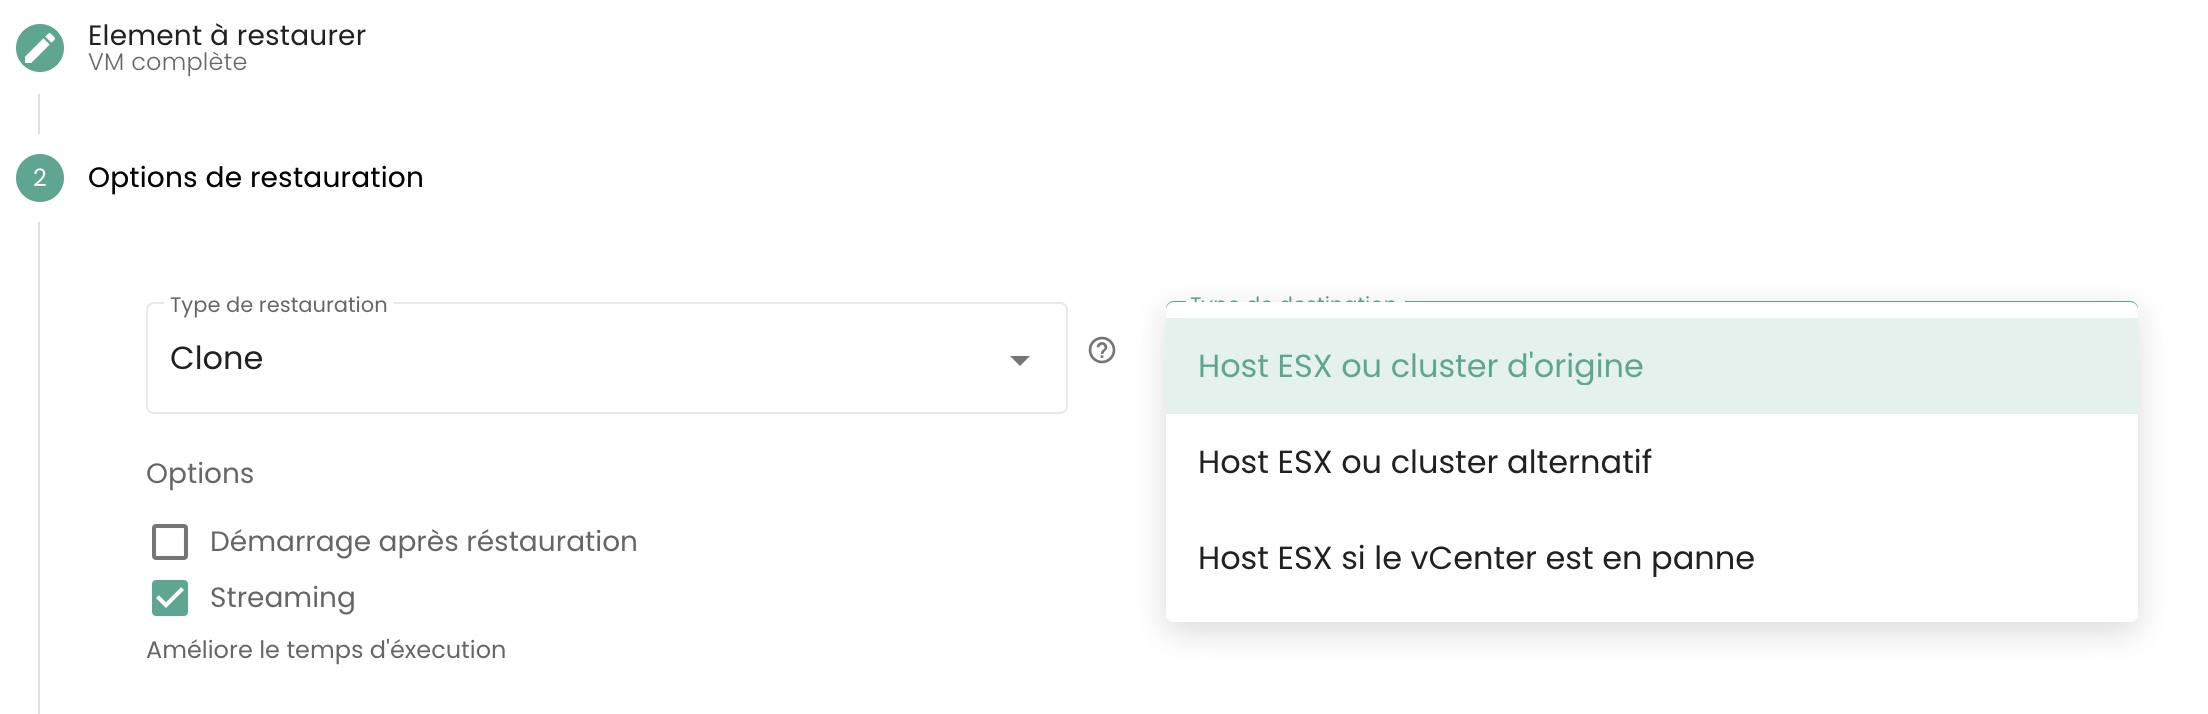 Element à restaurer
VM complète
2
Options de restauration
Type de restauration
Clone
Type de destination
Host ESX ou cluster d'origine
Host ESX ou cluster alternatif
Host ESX si le vCenter est en panne
Options
Démarrage après réstauration
Streaming
Améliore le temps d'éxecution